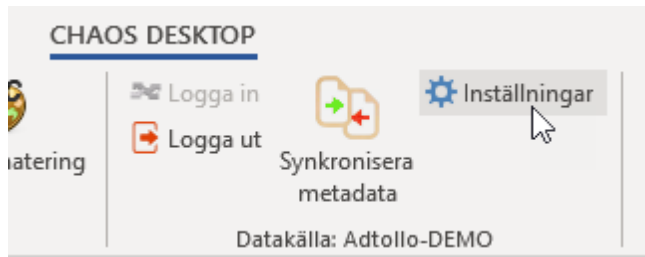 CHAOS DESKTOP
Logga in
Inställningar
Logga ut
Synkronisera
metadata
Datakälla: Adtollo-DEMO